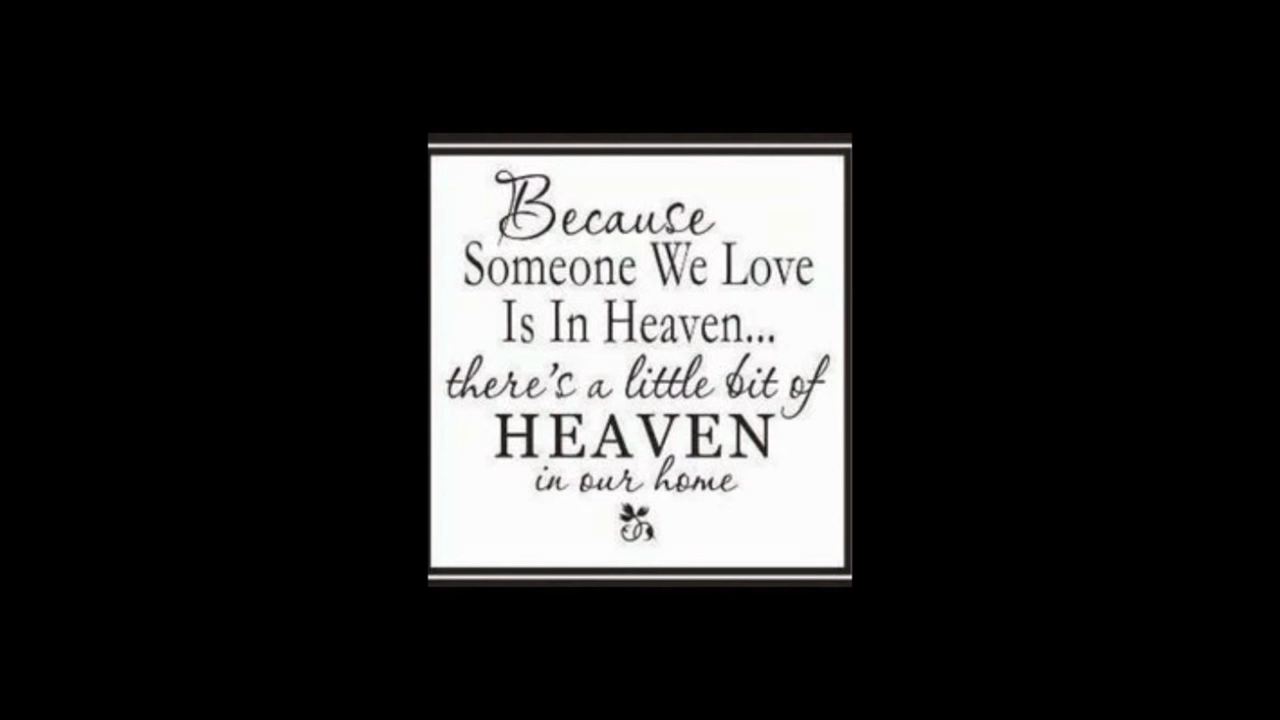 Because
Someone We Love
Is In Heaven...
there's a little bit of
HEAVEN
in our home